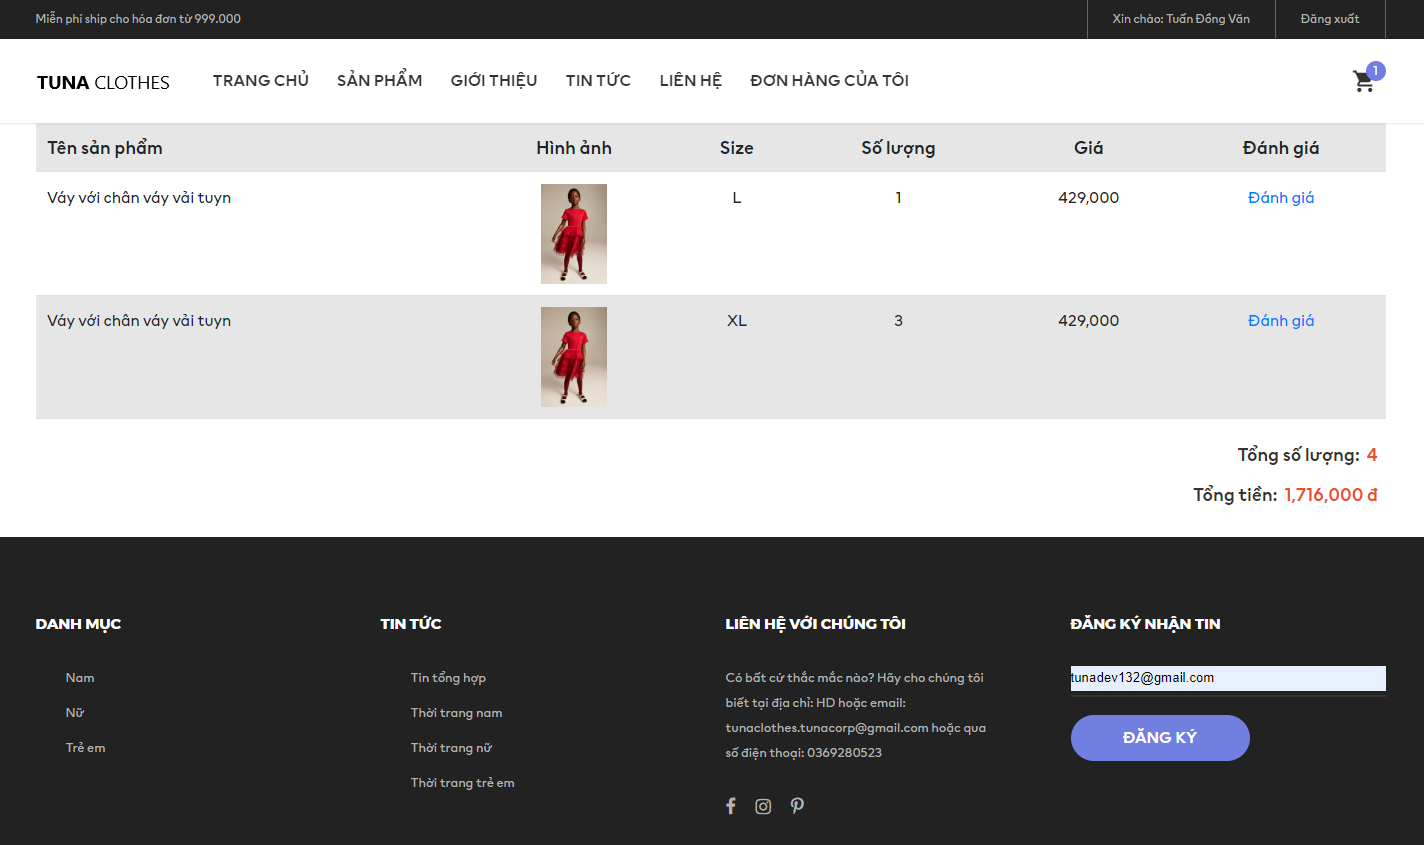 Miễn phí ship cho hóa đơn từ 999.000
Xin chào: Tuấn Đồng Văn
Đăng xuất
TUNA CLOTHES
TRANG CHỦ
SẢN PHẨM
GIỚI THIỆU
TIN TỨC
LIÊN HỆ
ĐƠN HÀNG CỦA TÔI
1
Tên sản phẩm Hình ảnh Size Số lượng Giá Đánh giá
Váy với chân váy vải tuyn L 1 429,000 Đánh giá
Váy với chân váy vải tuyn XL 3 429,000 Đánh giá
Tổng số lượng: 4
Tổng tiền: 1,716,000 đ
DANH MỤC
Nam
Nữ
Trẻ em
TIN TỨC
Tin tổng hợp
Thời trang nam
Thời trang nữ
Thời trang trẻ em
LIÊN HỆ VỚI CHÚNG TÔI
Có bất cứ thắc mắc nào? Hãy cho chúng tôi
biết tại địa chỉ: HD hoặc email:
tunaclothes.tunacorp@gmail.com hoặc qua
số điện thoại: 0369280523
ĐĂNG KÝ NHẬN TIN
tunadev132@gmail.com
ĐĂNG KÝ